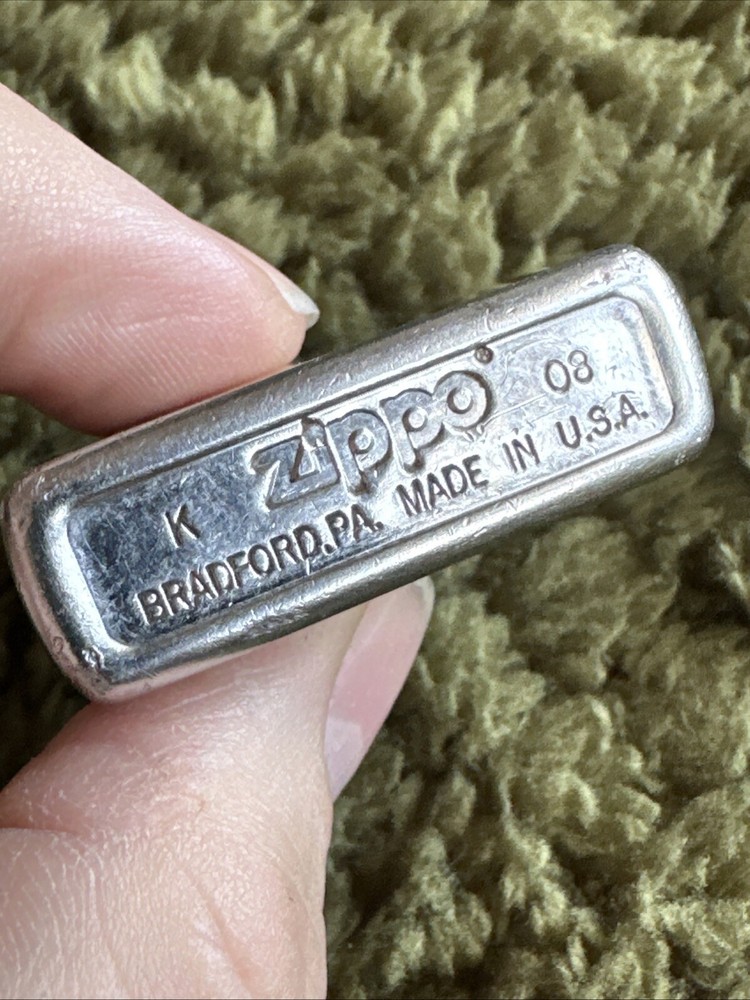 K Zippo® 08
BRADFORD,PA. MADE IN U.S.A.